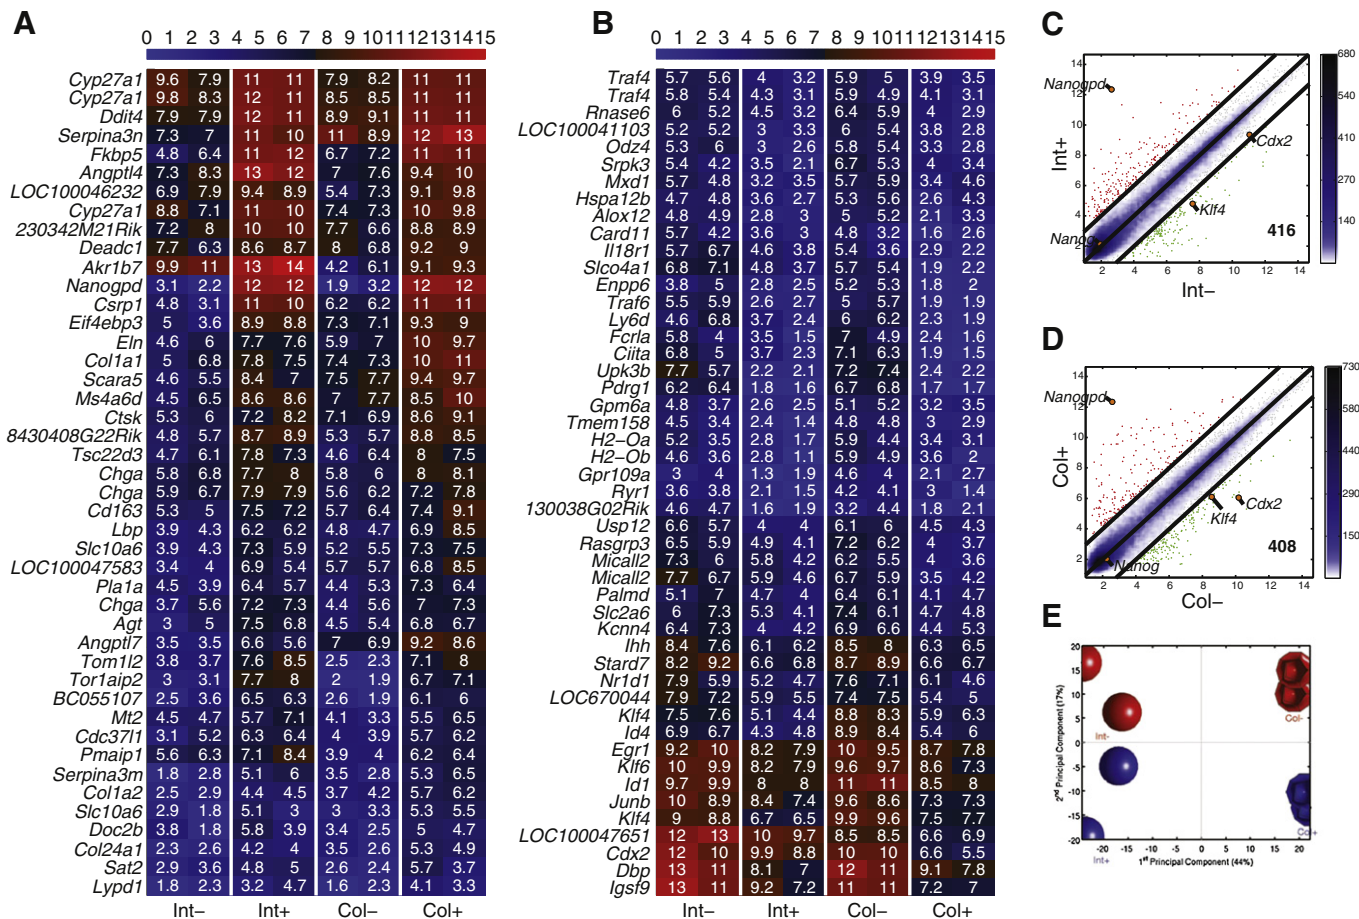 A
0 1 2 3 4 5 6 7 8 9 10 11 12 13 14 15
Cyp27a1 9.6 7.9 11 11 7.9 8.2 11 11
Cyp27a1 9.8 8.3 12 11 8.5 8.5 11 11
Ddit4 7.9 7.9 12 11 8.9 9.1 11 11
Serpina3n 7.3 7 11 10 11 8.9 12 13
Fkbp5 4.8 6.4 11 12 6.7 7.2 11 11
Angptl4 7.3 8.3 13 12 7 7.6 9.4 10
LOC100046232 6.9 7.9 9.4 8.9 5.4 7.3 9.1 9.8
Cyp27a1 8.8 7.1 11 10 7.4 7.3 10 9.8
230342M21Rik 7.2 8 10 10 7.7 6.6 8.8 8.9
Deadc1 7.7 6.3 8.6 8.7 8 6.8 9.2 9
Akr1b7 9.9 11 13 14 4.2 6.1 9.1 9.3
Nanogpd 3.1 2.2 12 12 1.9 3.2 12 12
Csrp1 4.8 3.1 11 10 6.2 6.2 11 11
Eif4ebp3 5 3.6 8.9 8.8 7.3 7.1 9.3 9
Eln 4.6 6 7.7 7.6 5.9 7 10 9.7
Col1a1 5 6.8 7.8 7.5 7.4 7.3 10 11
Scara5 4.6 5.5 8.4 7 7.5 7.7 9.4 9.7
Ms4a6d 4.5 6.5 8.6 8.6 7 7.7 8.5 10
Ctsk 5.3 6 7.2 8.2 7.1 6.9 8.6 9.1
8430408G22Rik 4.8 5.7 8.7 8.9 5.3 5.7 8.8 8.5
Tsc22d3 4.7 6.1 7.8 7.3 4.6 6.4 8 7.5
Chga 5.8 6.8 7.7 8 5.8 6 8 8.1
Chga 5.9 6.7 7.9 7.9 5.6 6.2 7.2 7.8
Cd163 5.3 5 7.5 7.2 5.7 6.4 7.4 9.1
Lbp 3.9 4.3 6.2 6.2 4.8 4.7 6.9 8.5
Slc10a6 3.9 4.3 7.3 5.9 5.2 5.5 7.3 7.5
LOC100047583 3.4 4 6.9 5.4 5.7 5.7 6.8 8.5
Pla1a 4.5 3.9 6.4 5.7 4.4 5.3 7.3 6.4
Chga 3.7 5.6 7.2 7.3 4.4 5.6 7 7.3
Agt 3 5 7.5 6.8 4.5 5.4 6.8 6.7
Angptl7 3.5 3.5 6.6 5.6 7 6.9 9.2 8.6
Tom1l2 3.8 3.7 7.6 8.5 2.5 2.3 7.1 8
Tor1aip2 3 3.1 7.7 8 2 1.9 6.7 7.1
BC055107 2.5 3.6 6.5 6.3 2.6 1.9 6.1 6
Mt2 4.5 4.7 5.7 7.1 4.1 3.3 5.5 6.5
Cdc37l1 3.1 5.2 6.3 6.4 4 3.9 5.7 6.2
Pmaip1 5.6 6.3 7.1 8.4 3.9 4 6.2 6.4
Serpina3m 1.8 2.8 5.1 6 3.5 2.8 5.3 6.5
Col1a2 2.5 2.9 4.4 4.5 3.7 4.2 5.7 6.2
Slc10a6 2.9 1.8 5.1 3 3 3.3 5.3 5.5
Doc2b 3.8 1.8 5.8 3.9 3.4 2.5 5 4.7
Col24a1 2.3 2.6 4.2 4 3.5 2.6 5.3 4.9
Sat2 2.9 3.6 4.8 5 2.6 2.4 5.7 3.7
Lypd1 1.8 2.3 3.2 4.7 1.6 2.3 4.1 3.3
Int− Int+ Col− Col+
B
0 1 2 3 4 5 6 7 8 9 10 11 12 13 14 15
Traf4 5.7 5.6 4 3.2 5.9 5 3.9 3.5
Traf4 5.8 5.4 4.3 3.1 5.9 4.9 4.1 3.1
Rnase6 6 5.2 4.5 3.2 6.4 5.9 4 2.9
LOC100041103 5.2 5.2 3 3.3 6 5.4 3.8 2.8
Odz4 5.3 6 3 2.6 5.8 5.4 3.3 2.8
Srpk3 5.4 4.2 3.5 2.1 6.7 5.3 4 3.4
Mxd1 5.7 4.8 3.2 3.5 5.7 5.9 3.4 4.6
Hspa12b 4.7 4.8 3.6 2.7 5.3 5.6 2.6 4.3
Alox12 4.8 4.9 2.8 3 5 5.2 2.1 3.3
Card11 5.7 4.2 3.6 3 4.8 3.2 1.6 2.6
Il18r1 5.7 6.7 4.6 3.8 5.4 3.6 2.9 2.2
Slco4a1 6.8 7.1 4.8 3.7 5.7 5.4 1.9 2.2
Enpp6 3.8 5 2.8 2.5 5.2 5.3 1.8 2
Traf6 5.5 5.9 2.6 2.7 5 5.7 1.9 1.9
Ly6d 4.6 6.8 3.7 2.4 6 6.2 2.3 1.9
Fcrla 5.8 4 3.5 1.5 7 4.9 2.4 1.6
Ciita 6.8 5 3.7 2.3 7.1 6.3 1.9 1.5
Upk3b 7.7 5.7 2.2 2.1 7.2 7.4 2.4 2.2
Pdrg1 6.2 6.4 1.8 1.6 6.7 6.8 1.7 1.7
Gpm6a 4.8 3.7 2.6 2.5 5.1 5.2 3.2 3.5
Tmem158 4.5 3.4 2.4 1.4 4.8 4.8 3 2.9
H2−Oa 5.2 3.5 2.8 1.7 5.9 4.4 3.4 3.1
H2−Ob 4.6 3.6 2.8 1.1 5.9 4.9 3.6 2
Gpr109a 3 4 1.3 1.9 4.6 4 2.1 2.7
Ryr1 3.6 3.8 2.1 1.5 4.2 4.1 3 1.4
130038G02Rik 4.6 4.7 1.6 1.9 3.2 4.4 1.8 2.1
Usp12 6.6 5.7 4 4 6.1 6 4.5 4.3
Rasgrp3 6.5 5.9 4.9 4.1 7.2 6.2 4 3.7
Micall2 7.3 6 5.8 4.2 6.2 5.5 4 3.6
Micall2 7.7 6.7 5.9 4.6 6.7 5.9 3.5 4.2
Palmd 5.1 7 4.7 4 6.4 6.1 4.1 4.7
Slc2a6 6 7.3 5.3 4.1 7.4 6.1 4.7 4.8
Kcnn4 6.4 7.3 4 4.2 6.9 6.6 4.4 5.3
Ihh 8.4 7.6 6.1 6.2 8.5 8 6.3 6.5
Stard7 8.2 9.2 6.6 6.8 8.7 8.9 6.6 6.7
Nr1d1 7.9 5.9 5.2 4.7 7.6 7.1 6.1 4.6
LOC670044 7.9 7.2 5.9 5.5 7.4 7.5 5.4 5
Klf4 7.5 7.6 5.1 4.4 8.8 8.3 5.9 6.3
Id4 6.9 6.7 4.3 4.8 8.9 8.4 5.4 6
Egr1 9.2 10 8.2 7.9 10 9.5 8.7 7.8
Klf6 10 9.9 8.2 7.9 9.6 9.7 8.6 7.3
Id1 9.7 9.9 8 8 11 11 8.5 8
Junb 10 8.9 8.4 7.4 9.6 8.6 7.3 7.3
Klf4 9 8.8 6.7 6.5 9.9 9.6 7.5 7.7
LOC100047651 12 13 10 9.7 8.5 8.5 6.6 6.9
Cdx2 12 10 9.9 8.8 10 10 6.6 5.5
Dbp 13 11 8.1 7 12 11 9.1 7.8
Igsf9 13 11 9.2 7.2 11 11 7.2 7
Int− Int+ Col− Col+
C
14 12 10 8 6 4 2
Int+
Nanogpd
Cdx2
Klf4
Nanog
416
2 4 6 8 10 12 14
Int−
680 540 410 270 140
D
14 12 10 8 6 4 2
Col+
Nanogpd
Klf4
Cdx2
Nanog
408
2 4 6 8 10 12 14
Col−
730 580 440 290 150
E
20 15 10 5 0 -5 -10 -15 -20
2nd Principal Component (17%)
Int-
Col-
Int+
Col+
-20 -15 -10 -5 0 5 10 15 20
1st Principal Component (44%)